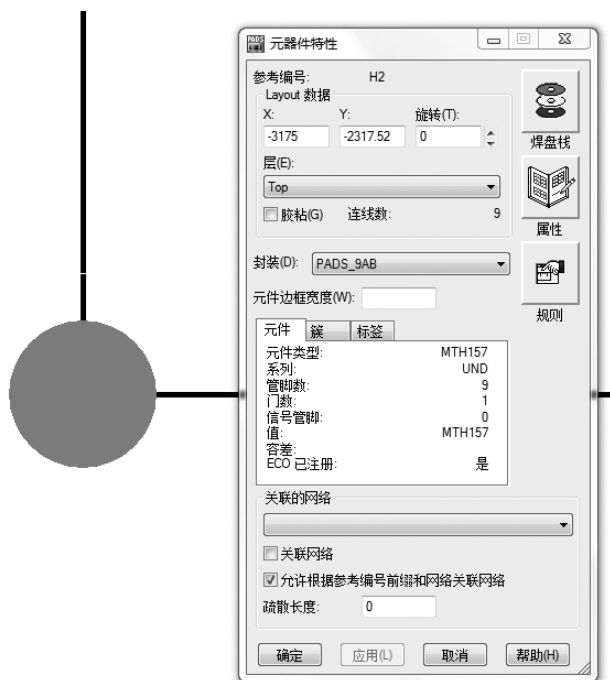 PADS 元器件特性
参考编号: H2
Layout 数据
X: Y: 旋转(T):
-3175 -2317.52 0
层(E):
Top
胶粘(G) 连线数: 9
焊盘栈
属性
规则
封装(D): PADS_9AB
元件边框宽度(W):
元件 簇 标签
元件类型: MTH157
系列: UND
管脚数: 9
门数: 1
信号管脚: 0
值: MTH157
容差:
ECO 已注册: 是
关联的网络
关联网络
允许根据参考编号前缀和网络关联网络
疏散长度: 0
确定 应用(L) 取消 帮助(H)